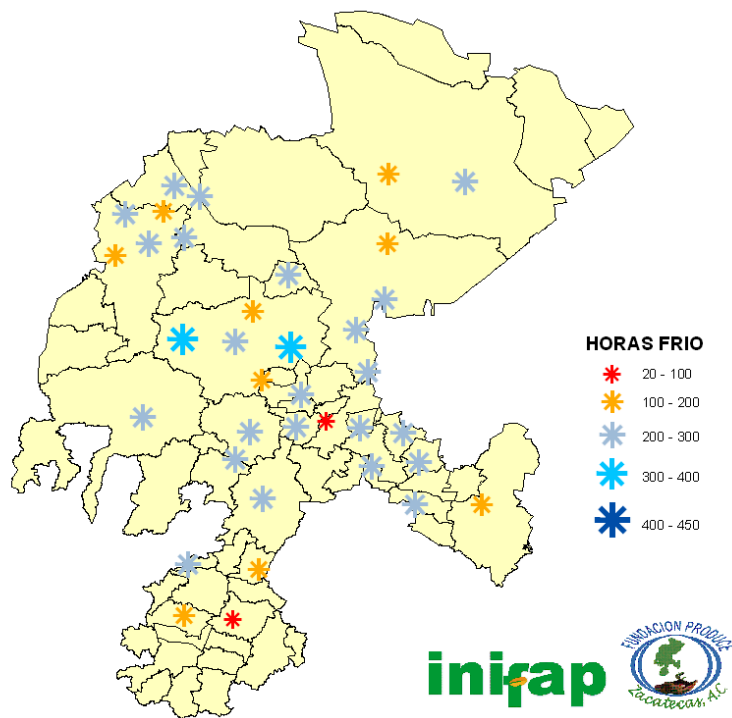 HORAS FRIO
20 - 100
100 - 200
200 - 300
300 - 400
400 - 450
inifap
FUNDACION PRODUCE
Zacatecas, A.C.